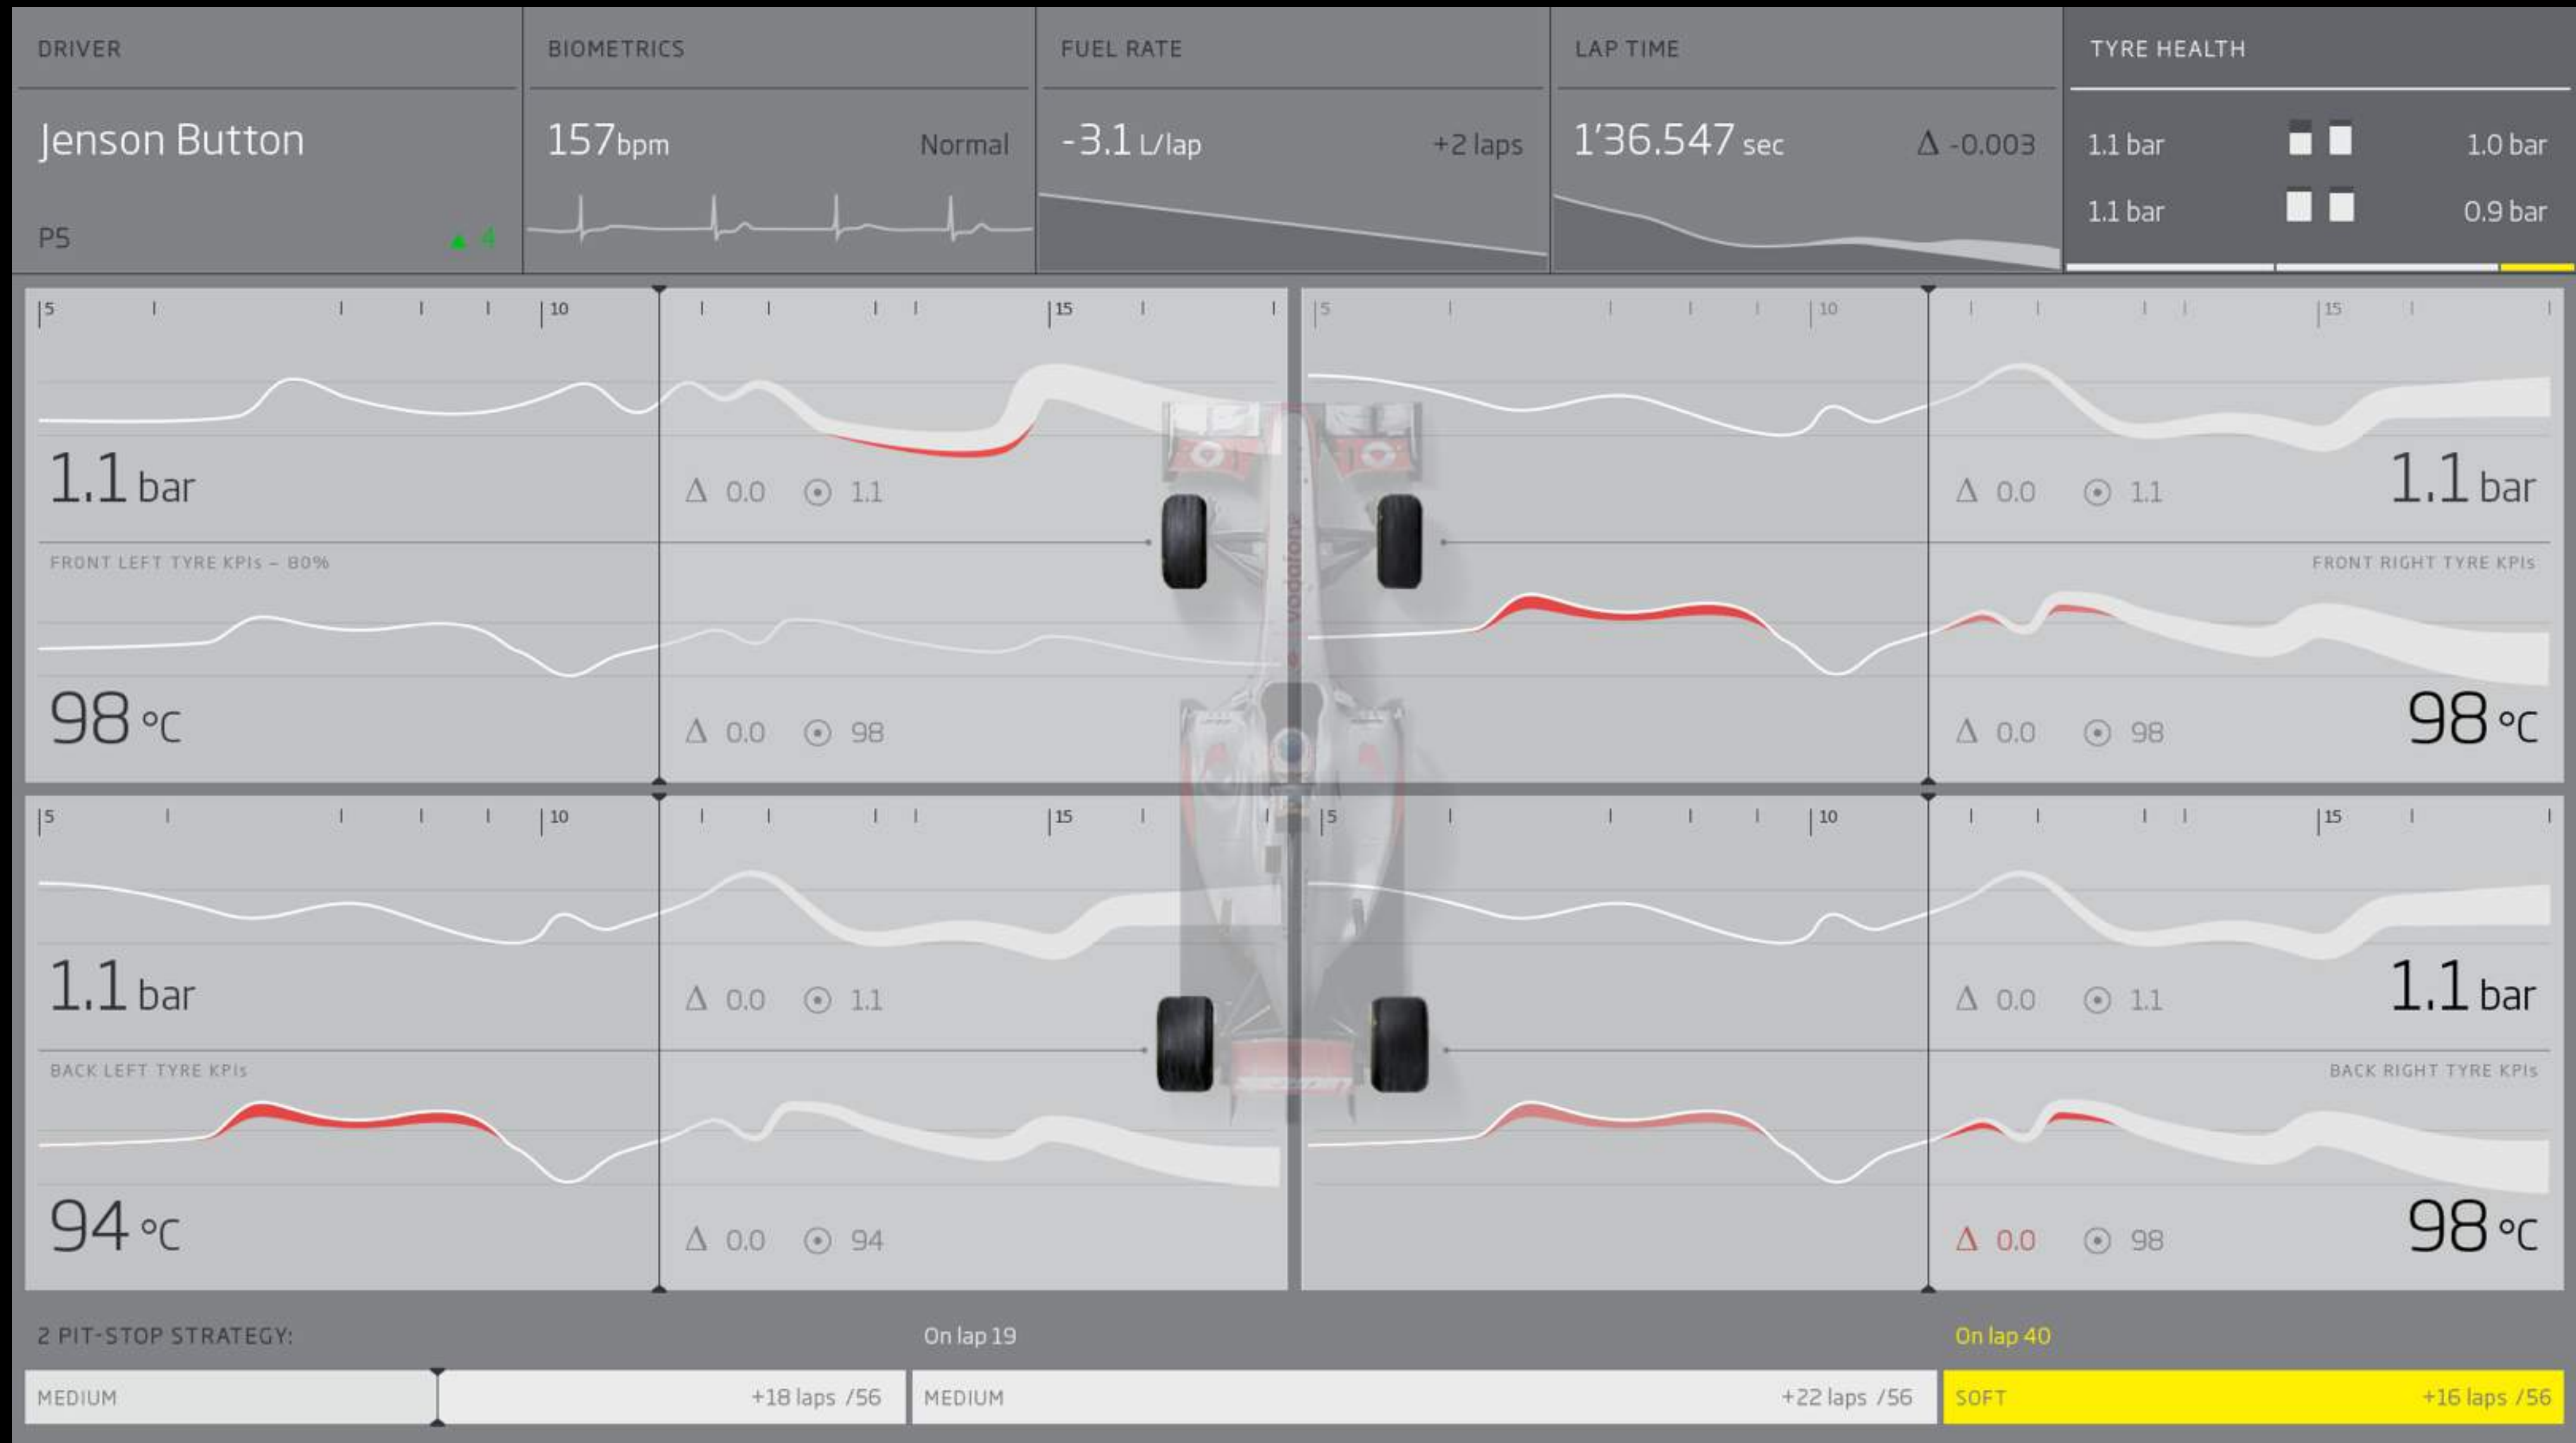 DRIVER
Jenson Button
P5
▲ 4
BIOMETRICS
157bpm Normal
FUEL RATE
-3.1 L/lap +2 laps
LAP TIME
1'36.547 sec Δ -0.003
TYRE HEALTH
1.1 bar 1.0 bar
1.1 bar 0.9 bar
5 10 15
1.1 bar Δ 0.0 1.1
FRONT LEFT TYRE KPIs – 80%
98 °C Δ 0.0 98
5 10 15
Δ 0.0 1.1 1.1 bar
FRONT RIGHT TYRE KPIs
Δ 0.0 98 98 °C
vodafone
5 10 15
1.1 bar Δ 0.0 1.1
BACK LEFT TYRE KPIs
94 °C Δ 0.0 94
5 10 15
Δ 0.0 1.1 1.1 bar
BACK RIGHT TYRE KPIs
Δ 0.0 98 98 °C
2 PIT-STOP STRATEGY: On lap 19 On lap 40
MEDIUM +18 laps /56 MEDIUM +22 laps /56 SOFT +16 laps /56